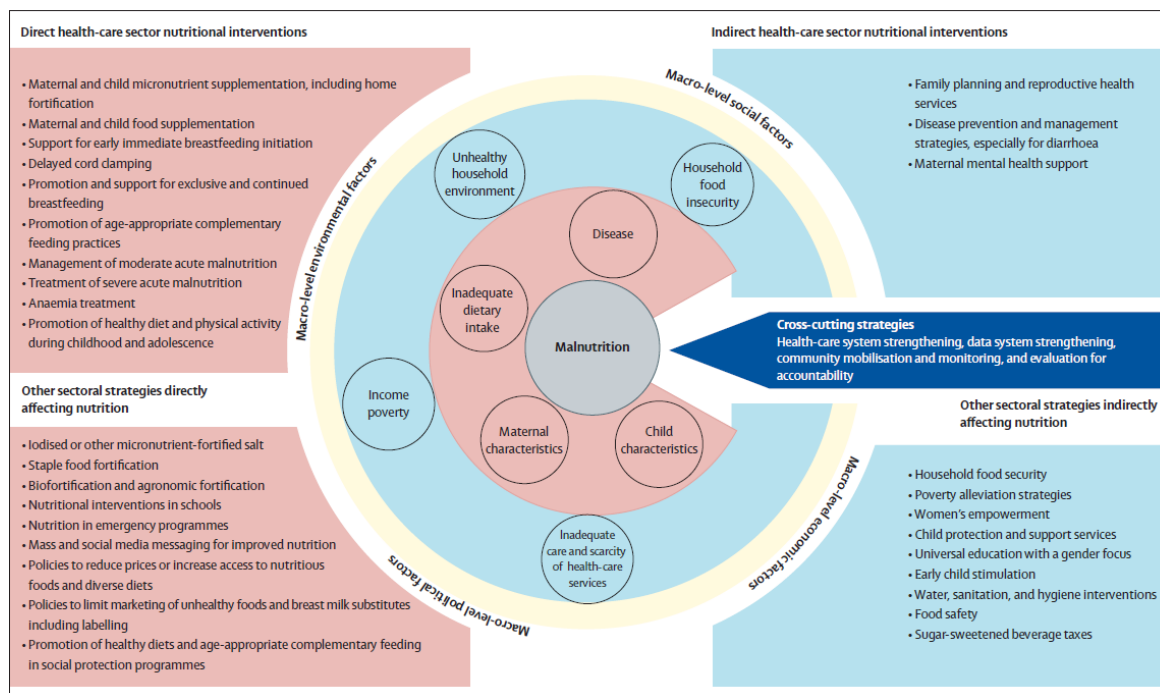 Direct health-care sector nutritional interventions
• Maternal and child micronutrient supplementation, including home
fortification
• Maternal and child food supplementation
• Support for early immediate breastfeeding initiation
• Delayed cord clamping
• Promotion and support for exclusive and continued
breastfeeding
• Promotion of age-appropriate complementary
feeding practices
• Management of moderate acute malnutrition
• Treatment of severe acute malnutrition
• Anaemia treatment
• Promotion of healthy diet and physical activity
during childhood and adolescence
Other sectoral strategies directly
affecting nutrition
• Iodised or other micronutrient-fortified salt
• Staple food fortification
• Biofortification and agronomic fortification
• Nutritional interventions in schools
• Nutrition in emergency programmes
• Mass and social media messaging for improved nutrition
• Policies to reduce prices or increase access to nutritious
foods and diverse diets
• Policies to limit marketing of unhealthy foods and breast milk substitutes
including labelling
• Promotion of healthy diets and age-appropriate complementary feeding
in social protection programmes
Macro-level environmental factors
Macro-level social factors
Macro-level political factors
Macro-level economic factors
Unhealthy
household
environment
Household
food
insecurity
Disease
Inadequate
dietary
intake
Malnutrition
Income
poverty
Maternal
characteristics
Child
characteristics
Inadequate
care and scarcity
of health-care
services
Indirect health-care sector nutritional interventions
• Family planning and reproductive health
services
• Disease prevention and management
strategies, especially for diarrhoea
• Maternal mental health support
Cross-cutting strategies
Health-care system strengthening, data system strengthening,
community mobilisation and monitoring, and evaluation for
accountability
Other sectoral strategies indirectly
affecting nutrition
• Household food security
• Poverty alleviation strategies
• Women's empowerment
• Child protection and support services
• Universal education with a gender focus
• Early child stimulation
• Water, sanitation, and hygiene interventions
• Food safety
• Sugar-sweetened beverage taxes